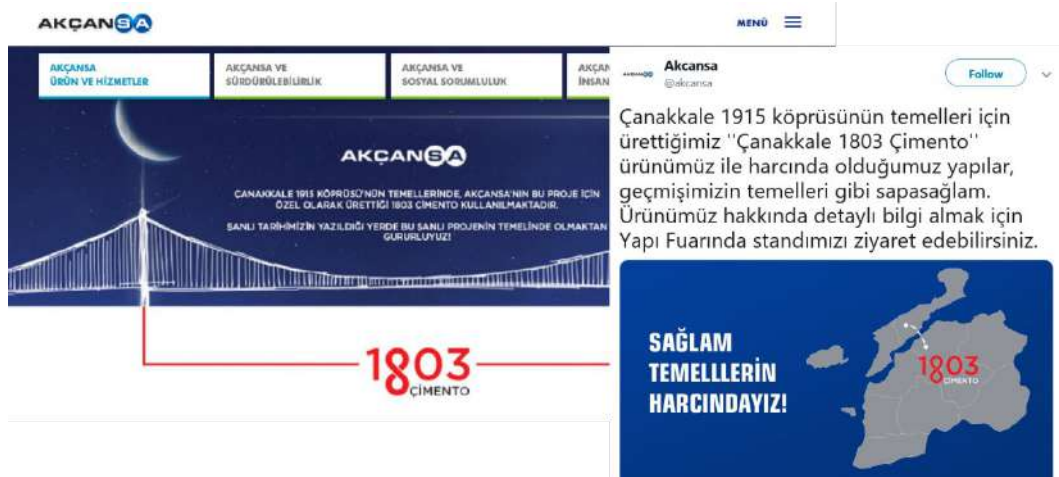 AKÇANSA
MENÜ
AKÇANSA
ÜRÜN VE HİZMETLER
AKÇANSA VE
SÜRDÜRÜLEBİLİRLİK
AKÇANSA VE
SOSYAL SORUMLULUK
AKÇAN
İNSAN
AKÇANSA
ÇANAKKALE 1915 KÖPRÜSÜ'NÜN TEMELLERİNDE, AKÇANSA'NIN BU PROJE İÇİN
ÖZEL OLARAK ÜRETTİĞİ 1803 ÇİMENTO KULLANILMAKTADIR.
ŞANLI TARİHİMİZİN YAZILDIĞI YERDE BU ŞANLI PROJENİN TEMELİNDE OLMAKTAN
GURURLUYUZ!
1803
ÇİMENTO
AKÇANSA
Akcansa
@akcansa
Follow
Çanakkale 1915 köprüsünün temelleri için
ürettiğimiz ''Çanakkale 1803 Çimento''
ürünümüz ile harcında olduğumuz yapılar,
geçmişimizin temelleri gibi sapasağlam.
Ürünümüz hakkında detaylı bilgi almak için
Yapı Fuarında standımızı ziyaret edebilirsiniz.
SAĞLAM
TEMELLLERİN
HARCINDAYIZ!
1803
ÇİMENTO